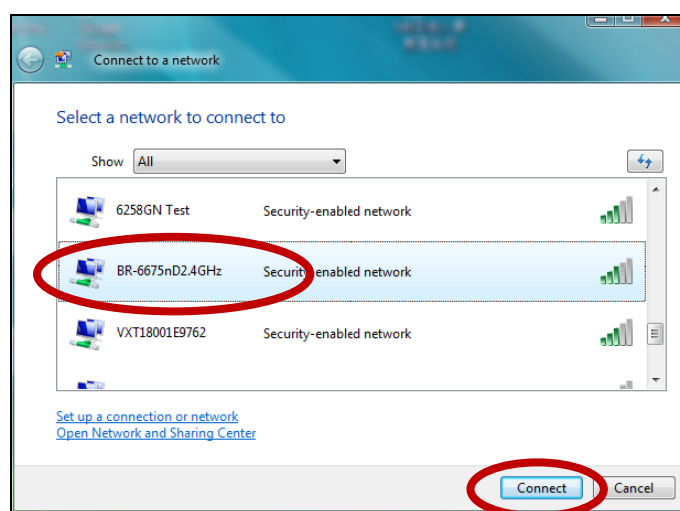 Connect to a network
Select a network to connect to
Show All
6258GN Test Security-enabled network
BR-6675nD2.4GHz Security-enabled network
VXT18001E9762 Security-enabled network
Set up a connection or network
Open Network and Sharing Center
Connect Cancel